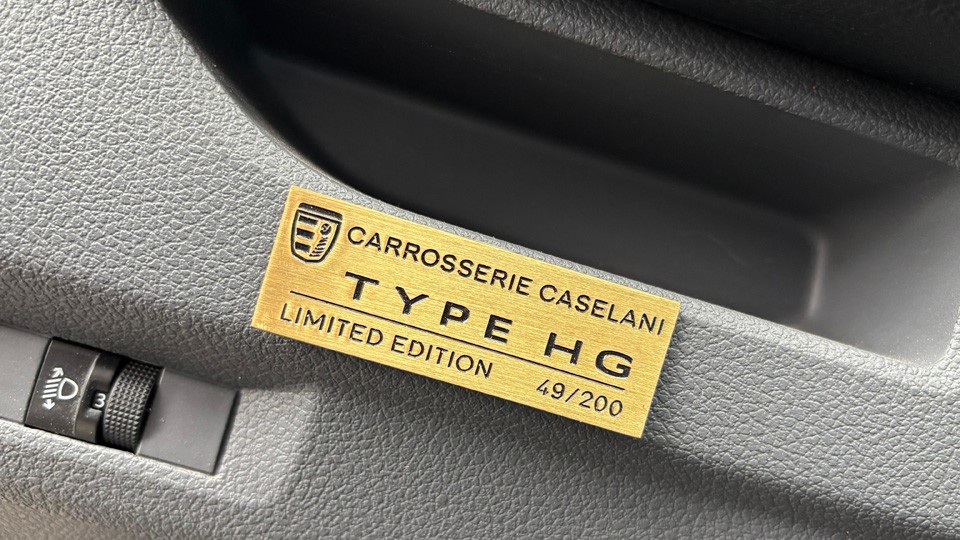 CARROSSERIE CASELANI
TYPE HG
LIMITED EDITION 49/200
3